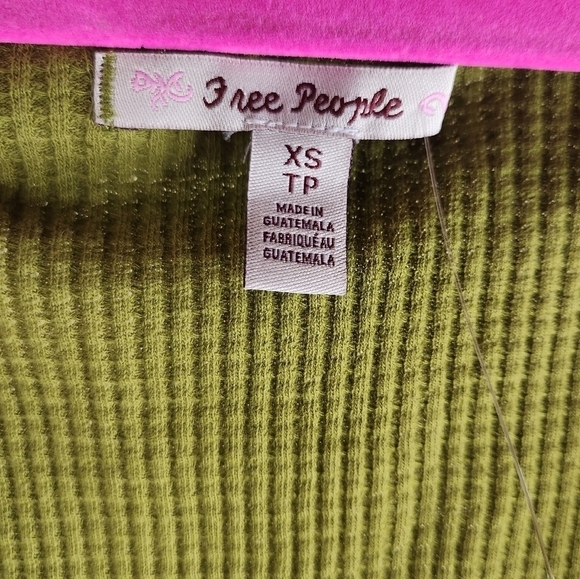 Free People
XS
TP
MADE IN
GUATEMALA
FABRIQUÉ AU
GUATEMALA